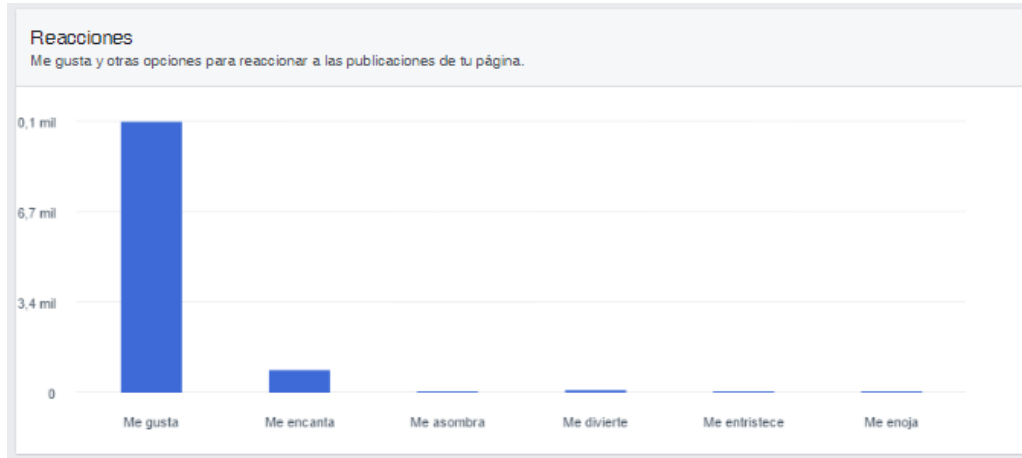 Reacciones
Me gusta y otras opciones para reaccionar a las publicaciones de tu página.
0,1 mil
6,7 mil
3,4 mil
0
Me gusta Me encanta Me asombra Me divierte Me entristece Me enoja